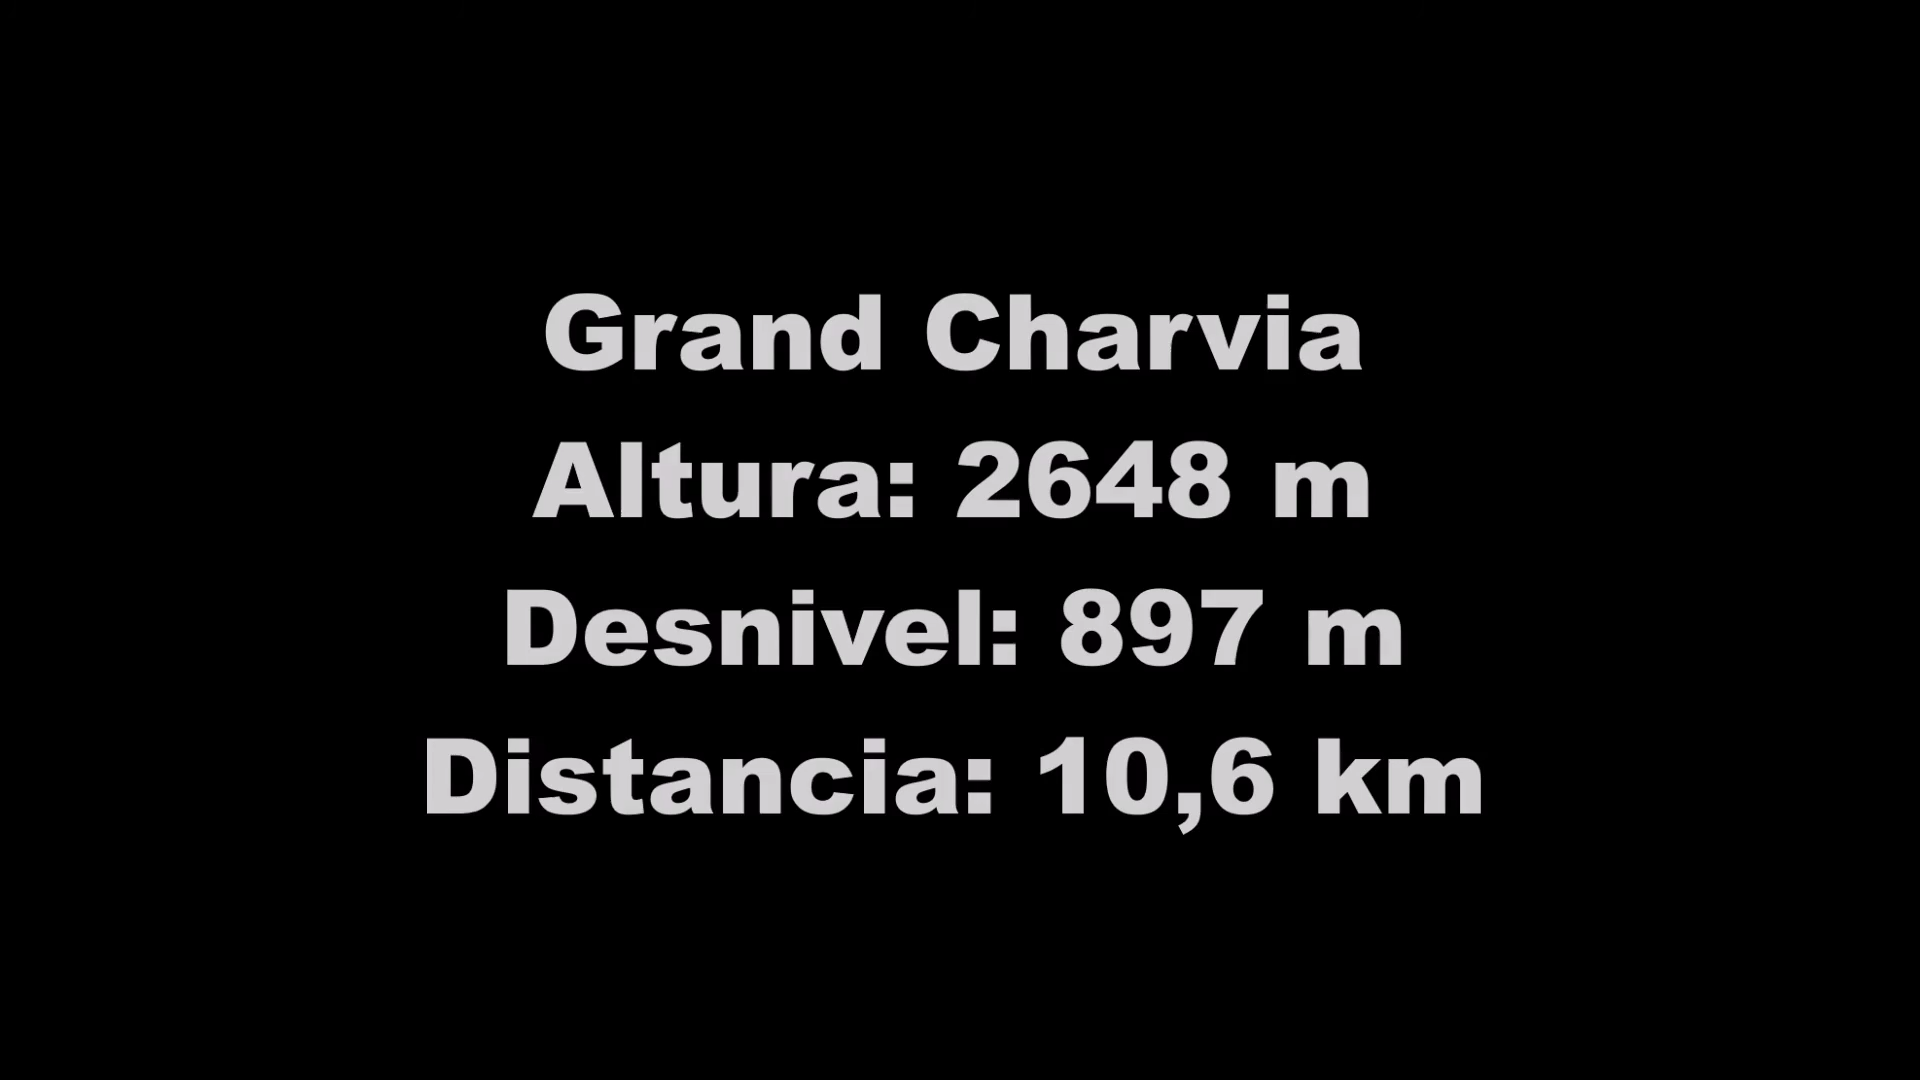 Grand Charvia
Altura: 2648 m
Desnivel: 897 m
Distancia: 10,6 km